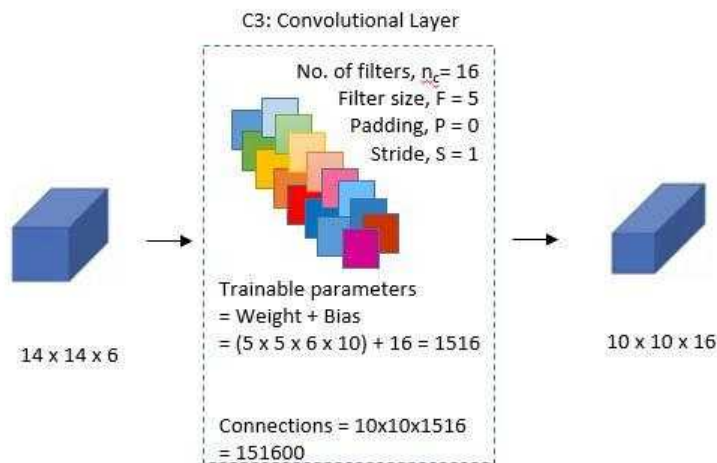 C3: Convolutional Layer
No. of filters, nc= 16
Filter size, F = 5
Padding, P = 0
Stride, S = 1
14 x 14 x 6
Trainable parameters
= Weight + Bias
= (5 x 5 x 6 x 10) + 16 = 1516
Connections = 10x10x1516
= 151600
10 x 10 x 16